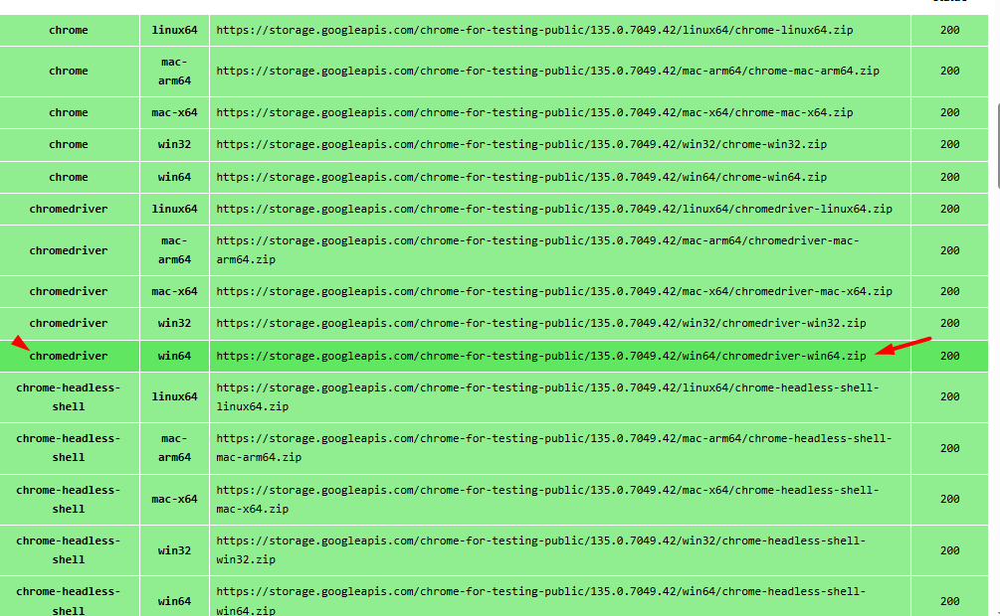 chrome linux64 https://storage.googleapis.com/chrome-for-testing-public/135.0.7049.42/linux64/chrome-linux64.zip 200
chrome mac-
arm64 https://storage.googleapis.com/chrome-for-testing-public/135.0.7049.42/mac-arm64/chrome-mac-arm64.zip 200
chrome mac-x64 https://storage.googleapis.com/chrome-for-testing-public/135.0.7049.42/mac-x64/chrome-mac-x64.zip 200
chrome win32 https://storage.googleapis.com/chrome-for-testing-public/135.0.7049.42/win32/chrome-win32.zip 200
chrome win64 https://storage.googleapis.com/chrome-for-testing-public/135.0.7049.42/win64/chrome-win64.zip 200
chromedriver linux64 https://storage.googleapis.com/chrome-for-testing-public/135.0.7049.42/linux64/chromedriver-linux64.zip 200
chromedriver mac-
arm64 https://storage.googleapis.com/chrome-for-testing-public/135.0.7049.42/mac-arm64/chromedriver-mac-
arm64.zip 200
chromedriver mac-x64 https://storage.googleapis.com/chrome-for-testing-public/135.0.7049.42/mac-x64/chromedriver-mac-x64.zip 200
chromedriver win32 https://storage.googleapis.com/chrome-for-testing-public/135.0.7049.42/win32/chromedriver-win32.zip 200
chromedriver win64 https://storage.googleapis.com/chrome-for-testing-public/135.0.7049.42/win64/chromedriver-win64.zip 200
chrome-headless-
shell linux64 https://storage.googleapis.com/chrome-for-testing-public/135.0.7049.42/linux64/chrome-headless-shell-
linux64.zip 200
chrome-headless-
shell mac-
arm64 https://storage.googleapis.com/chrome-for-testing-public/135.0.7049.42/mac-arm64/chrome-headless-shell-
mac-arm64.zip 200
chrome-headless-
shell mac-x64 https://storage.googleapis.com/chrome-for-testing-public/135.0.7049.42/mac-x64/chrome-headless-shell-
mac-x64.zip 200
chrome-headless-
shell win32 https://storage.googleapis.com/chrome-for-testing-public/135.0.7049.42/win32/chrome-headless-shell-
win32.zip 200
chrome-headless-
shell win64 https://storage.googleapis.com/chrome-for-testing-public/135.0.7049.42/win64/chrome-headless-shell-
win64.zip 200